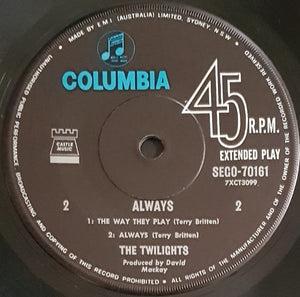 MADE BY E.M.I (AUSTRALIA) LIMITED. SYDNEY, N.S.W
ALL RIGHTS OF THE MANUFACTURER AND OF THE OWNER OF THE RECORDED WORK RESERVED
UNAUTHORISED PUBLIC PERFORMANCE BROADCASTING AND COPYING OF THIS RECORD PROHIBITED
COLUMBIA
45
R.P.M.
EXTENDED PLAY
SEGO-70161
7XCT3099
CASTLE
MUSIC
2 ALWAYS 2
1: THE WAY THEY PLAY (Terry Britten)
2: ALWAYS (Terry Britten)
THE TWILIGHTS
Produced by David
Mackay